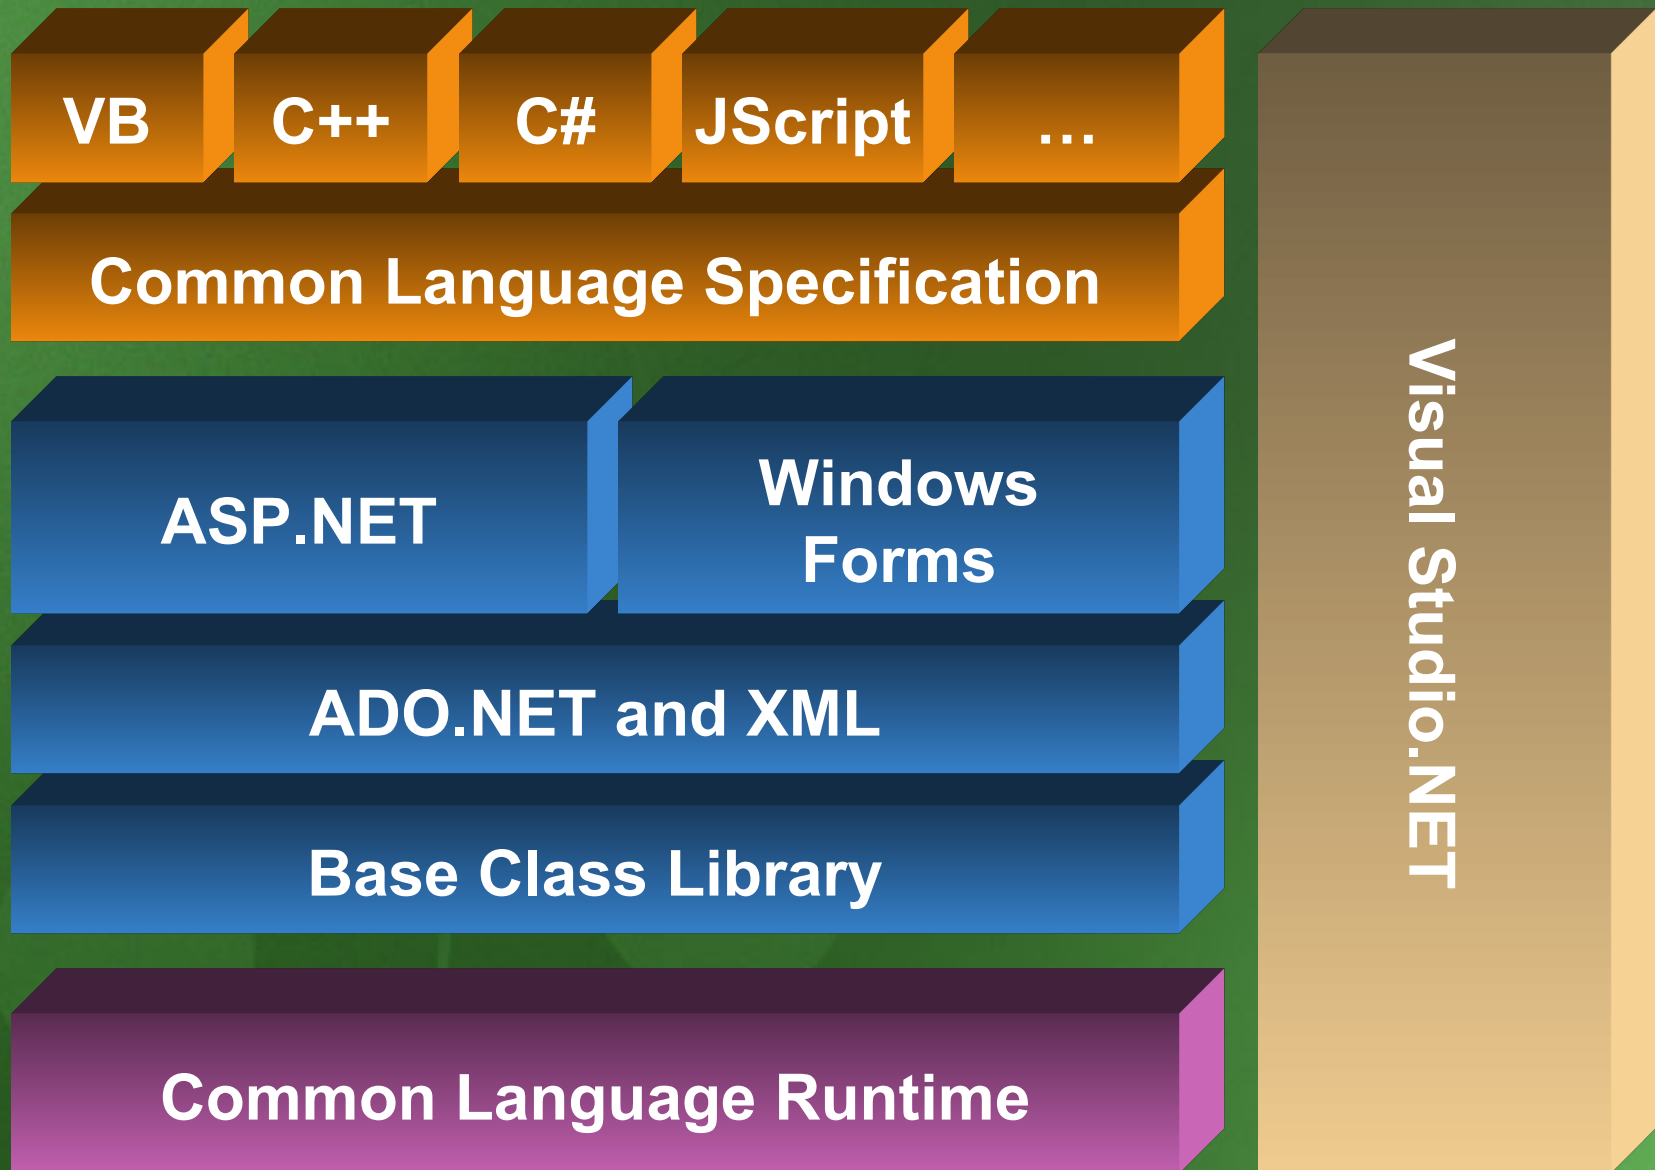 VB
C++
C#
JScript
…
Common Language Specification
ASP.NET
Windows
Forms
ADO.NET and XML
Base Class Library
Common Language Runtime
Visual Studio.NET